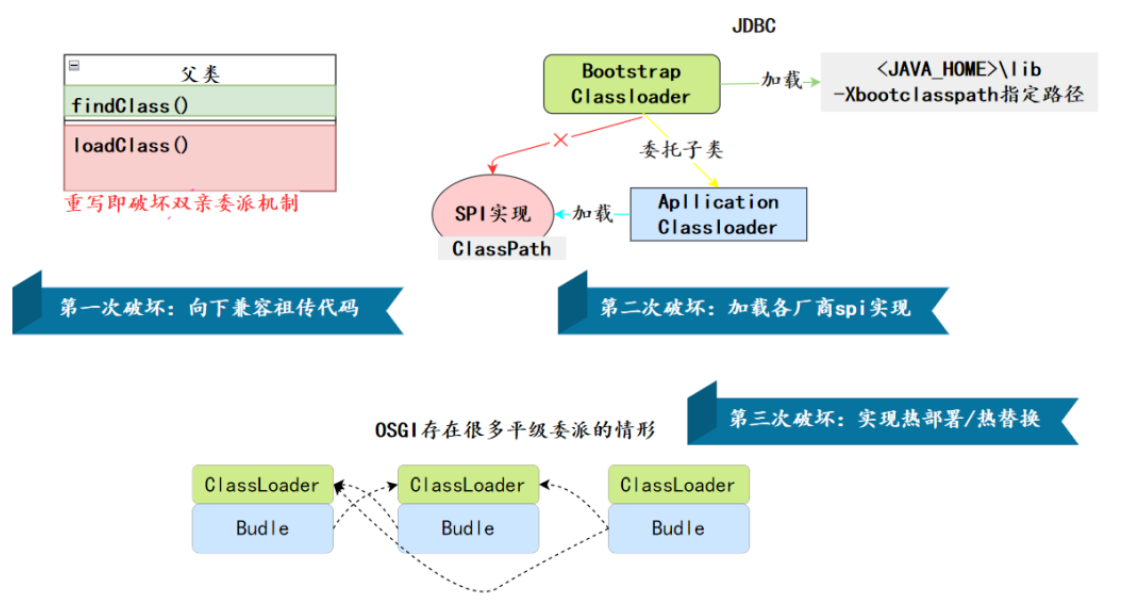 父类
findClass()
loadClass()
重写即破坏双亲委派机制
JDBC
Bootstrap
Classloader
加载
<JAVA_HOME>\lib
-Xbootclasspath指定路径
委托子类
SPI实现
ClassPath
加载
Apllication
Classloader
第一次破坏：向下兼容祖传代码
第二次破坏：加载各厂商spi实现
第三次破坏：实现热部署/热替换
OSGI存在很多平级委派的情形
ClassLoader
Budle
ClassLoader
Budle
ClassLoader
Budle